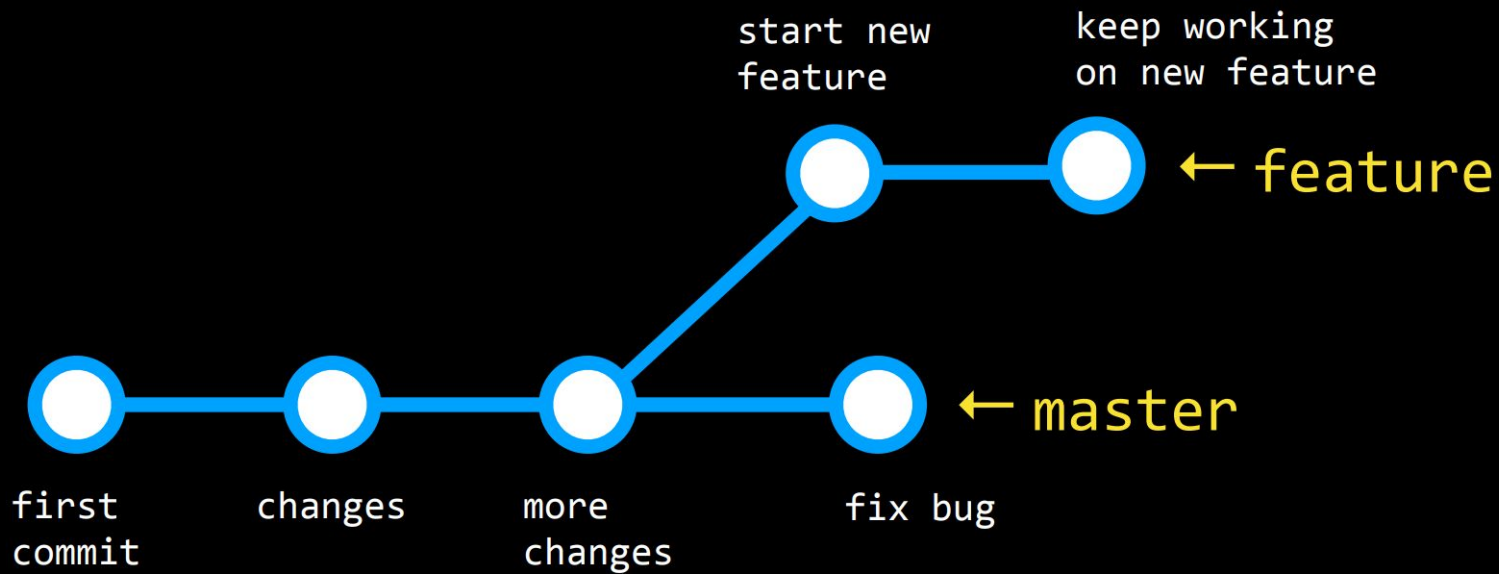 start new
feature
keep working
on new feature
← feature
← master
first
commit
changes
more
changes
fix bug